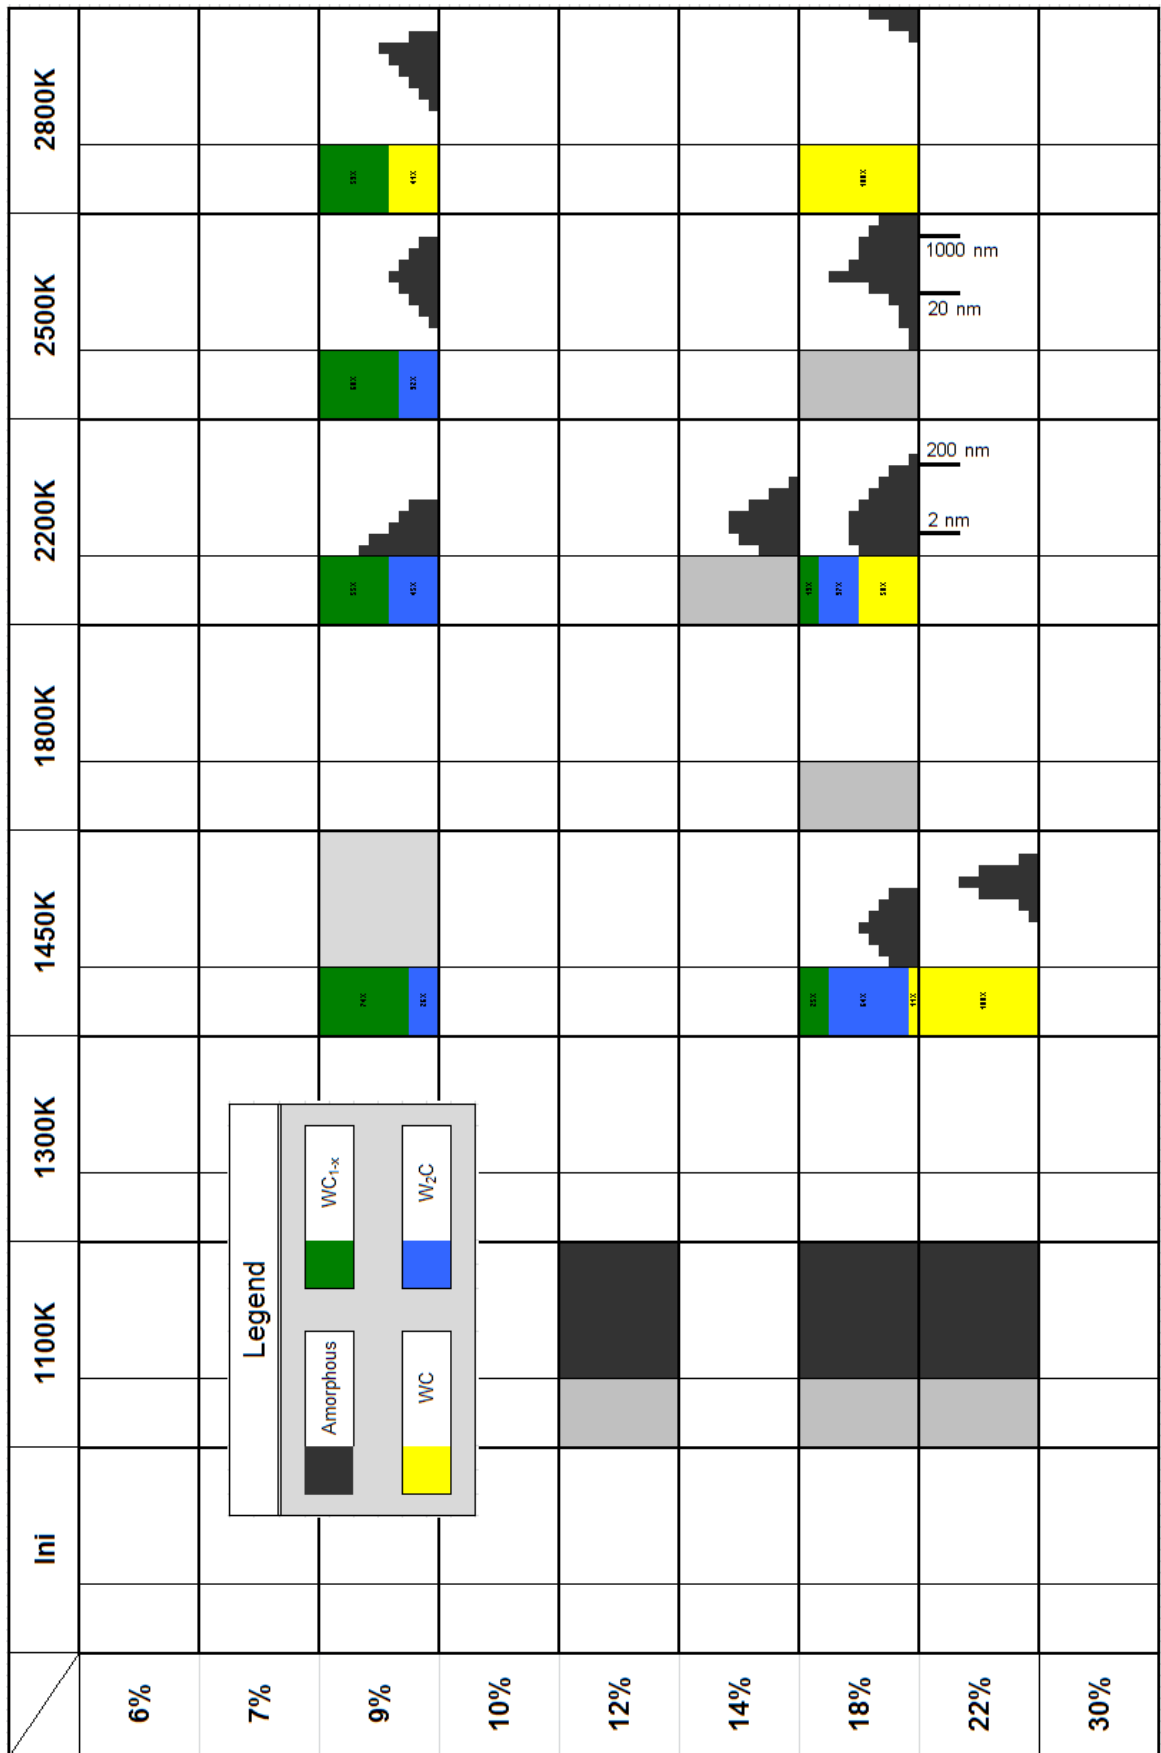 Ini 1100K 1300K 1450K 1800K 2200K 2500K 2800K
6%
7%
Legend
Amorphous WC₁₋ₓ
WC W₂C
9%
10%
12%
14%
18%
2 nm 200 nm 20 nm 1000 nm
22%
30%